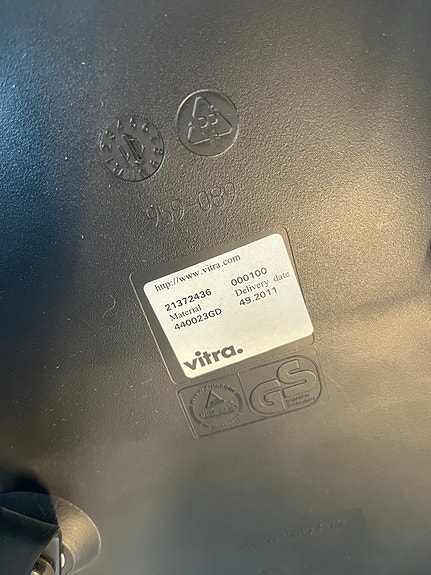 http://www.vitra.com
21372436 000100
Material Delivery date
440023GD 49.2011
vitra.
GS